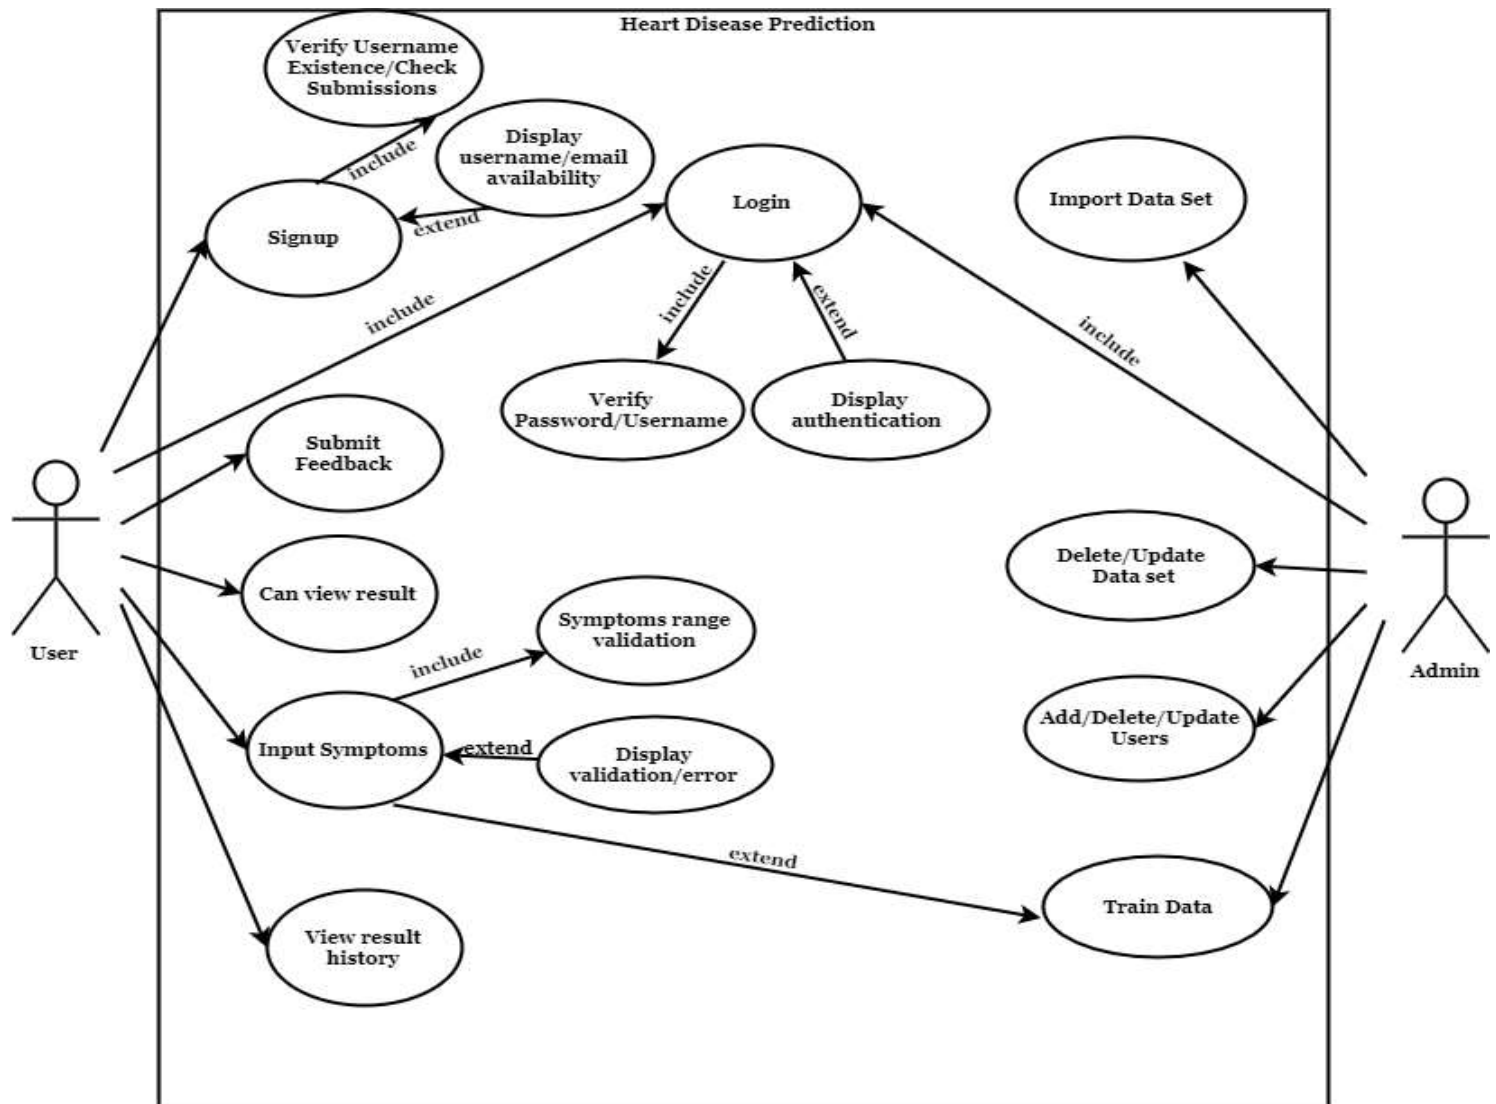 Heart Disease Prediction
Verify Username
Existence/Check
Submissions
include
Display
username/email
availability
extend
Signup
Login
Import Data Set
include
include
extend
include
Verify
Password/Username
Display
authentication
Submit
Feedback
Can view result
Delete/Update
Data set
User
Admin
Symptoms range
validation
include
Input Symptoms
extend
Display
validation/error
Add/Delete/Update
Users
extend
Train Data
View result
history